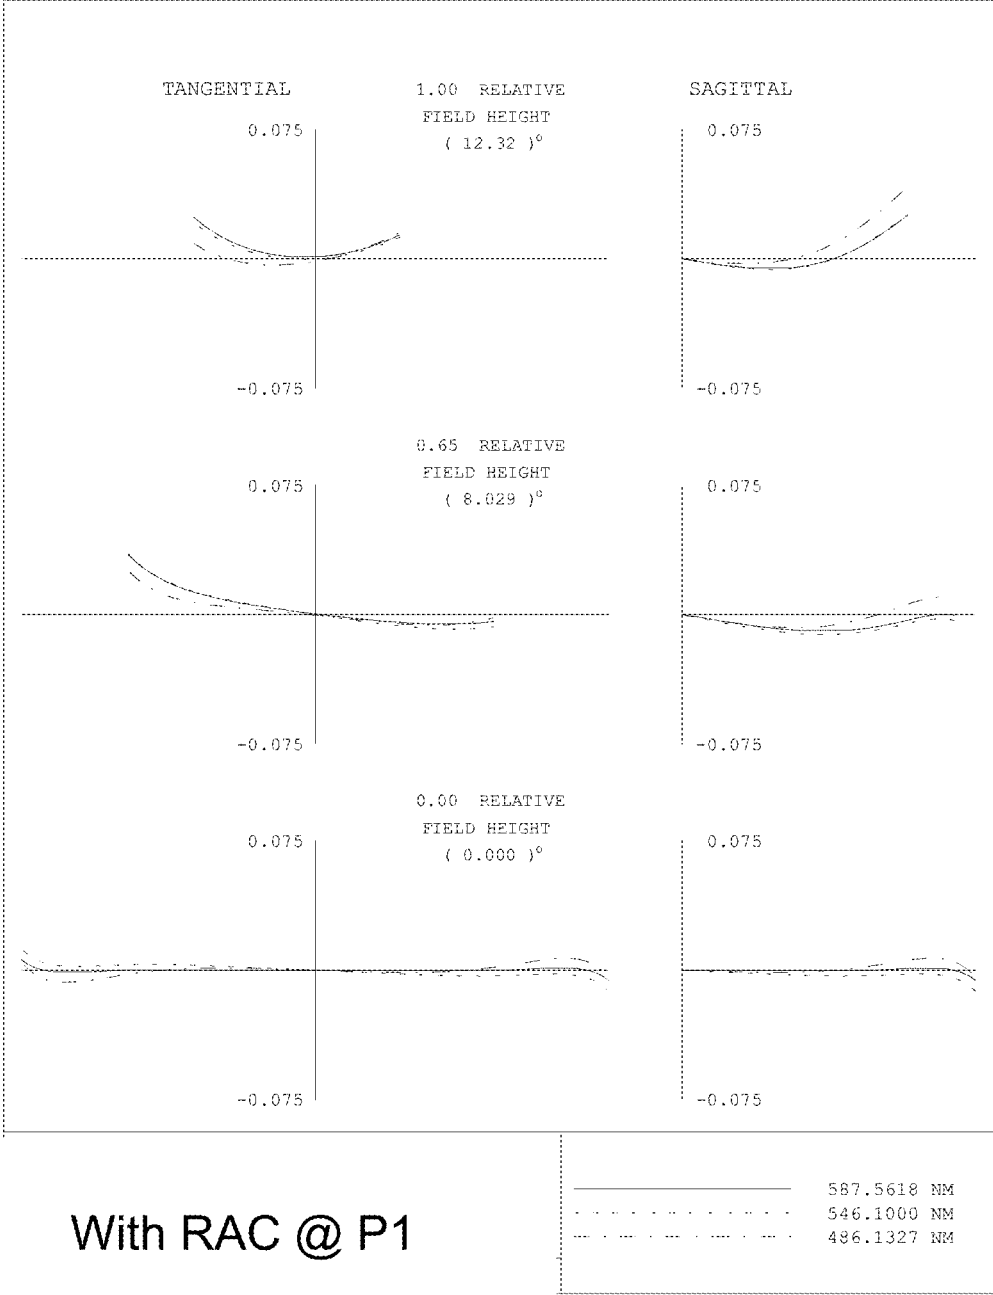 TANGENTIAL 1.00 RELATIVE SAGITTAL
FIELD HEIGHT
0.075 ( 12.32 )° 0.075
-0.075 -0.075
0.65 RELATIVE
FIELD HEIGHT
0.075 ( 8.029 )° 0.075
-0.075 -0.075
0.00 RELATIVE
FIELD HEIGHT
0.075 ( 0.000 )° 0.075
-0.075 -0.075
587.5618 NM
546.1000 NM
486.1327 NM
With RAC @ P1